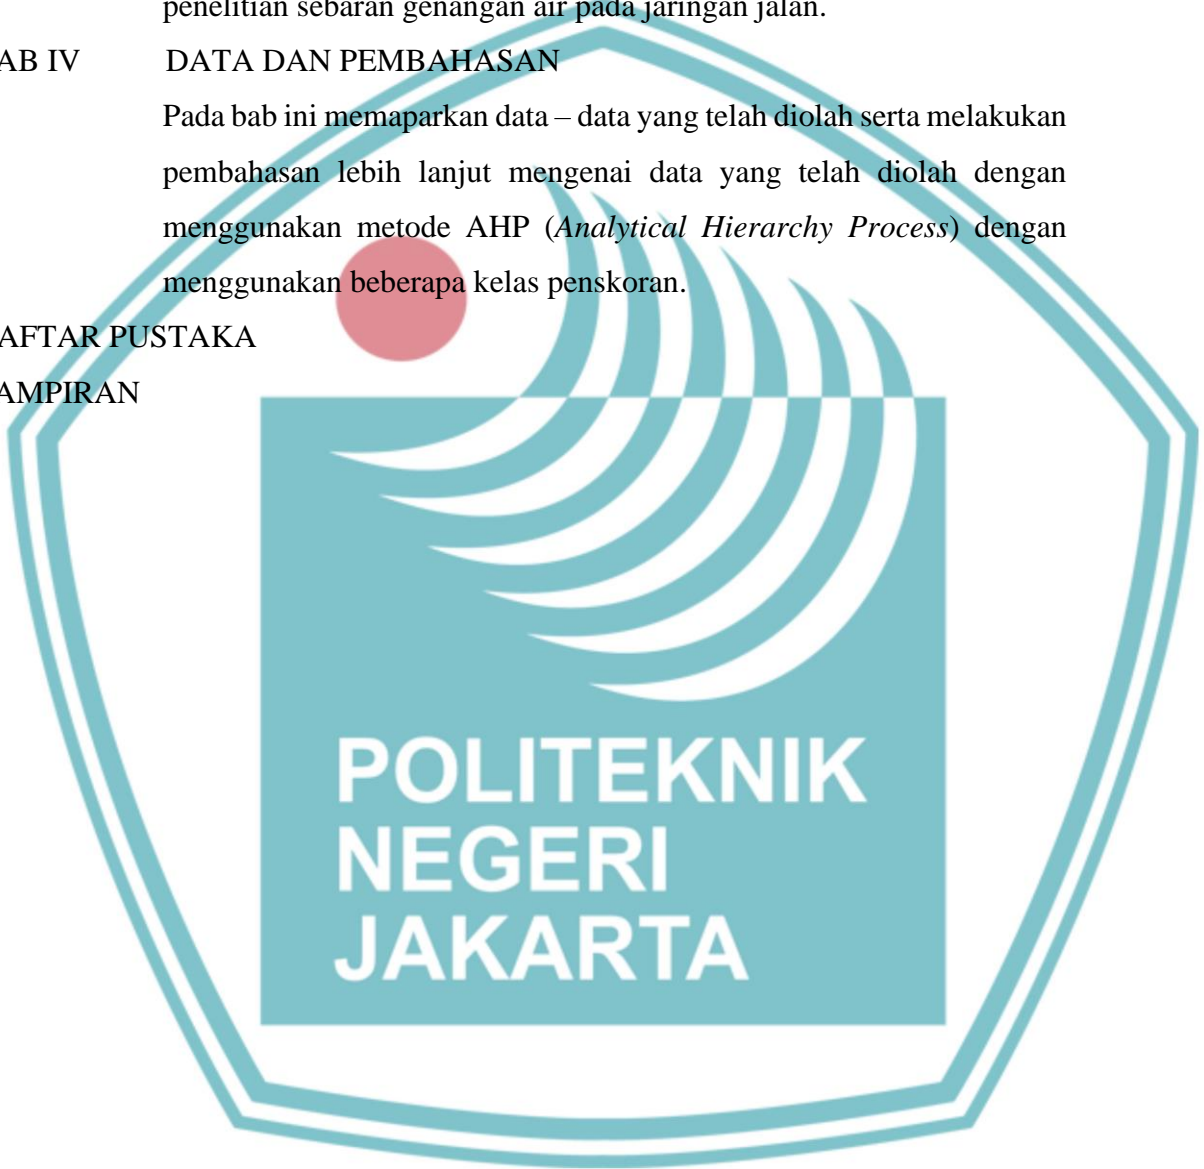 penelitian sebaran genangan air pada jaringan jalan.
AB IV DATA DAN PEMBAHASAN
Pada bab ini memaparkan data – data yang telah diolah serta melakukan
pembahasan lebih lanjut mengenai data yang telah diolah dengan
menggunakan metode AHP (Analytical Hierarchy Process) dengan
menggunakan beberapa kelas penskoran.
AFTAR PUSTAKA
AMPIRAN
POLITEKNIK
NEGERI
JAKARTA